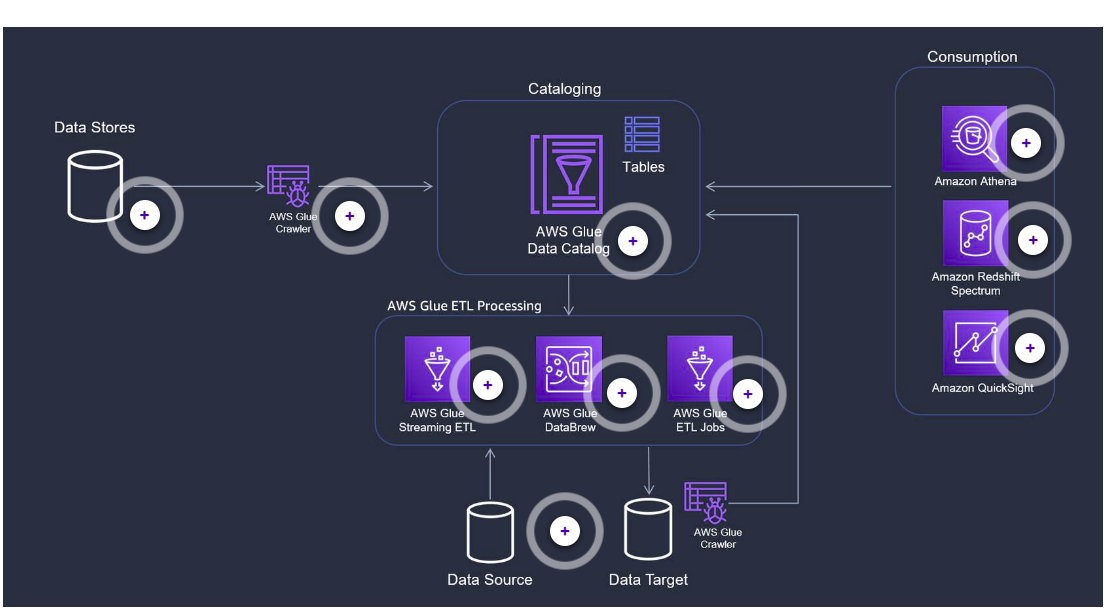 Consumption
Cataloging
Data Stores
Tables
Amazon Athena
AWS Glue
Crawler
AWS Glue
Data Catalog
Amazon Redshift
Spectrum
AWS Glue ETL Processing
Amazon QuickSight
AWS Glue
Streaming ETL
AWS Glue
DataBrew
AWS Glue
ETL Jobs
AWS Glue
Crawler
Data Source
Data Target